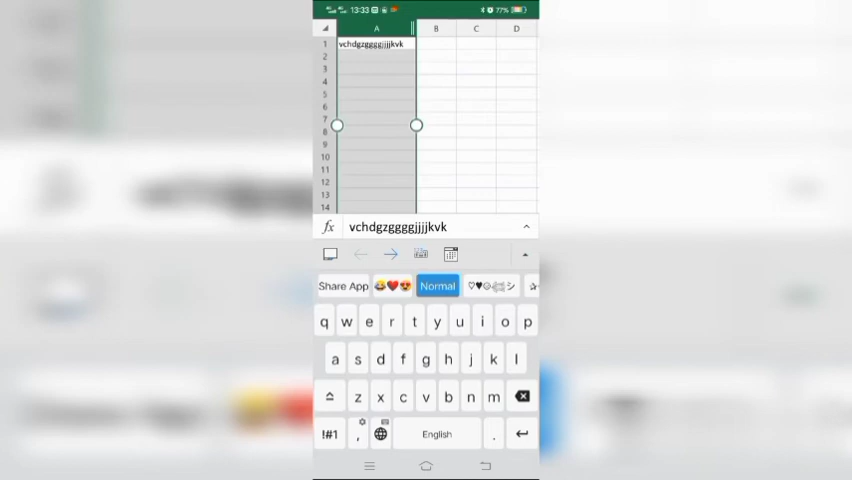 13:33 77%
A B C D
1 vchdgzggggjjjjkvk
2
3
4
5
6
7
8
9
10
11
12
13
14
fx vchdgzggggjjjjkvk
Share App Normal
q w e r t y u i o p
a s d f g h j k l
z x c v b n m
!#1 , English .